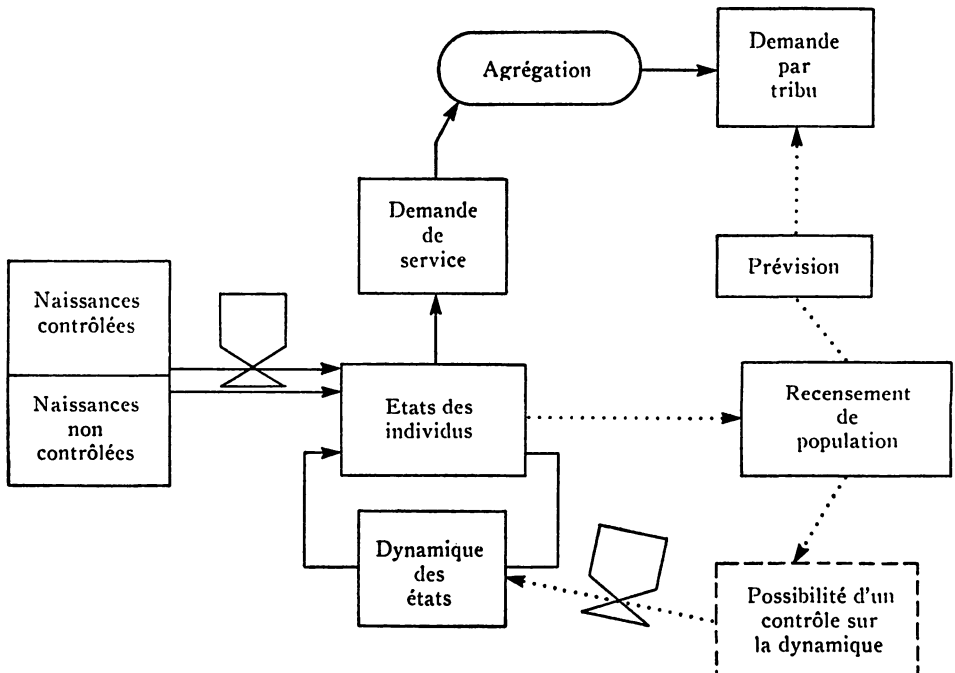 Agrégation
Demande
par
tribu
Demande
de
service
Prévision
Naissances
contrôlées
Naissances
non
contrôlées
Etats des
individus
Recensement
de
population
Dynamique
des
états
Possibilité d'un
contrôle sur
la dynamique